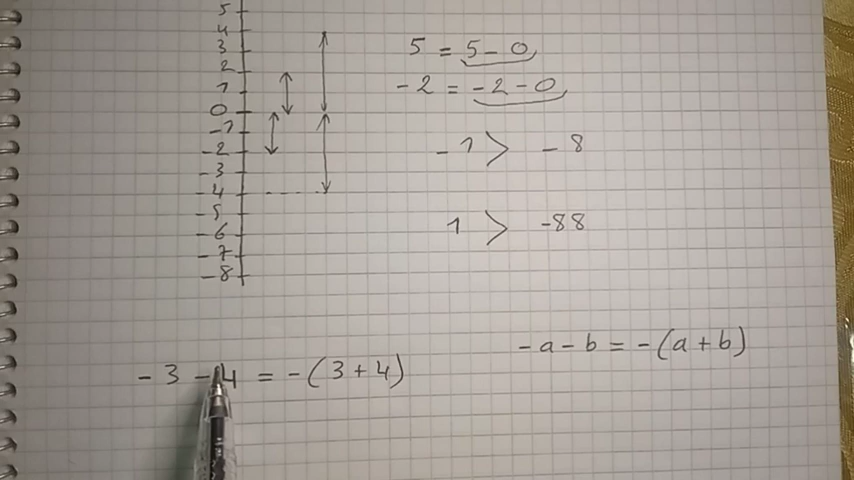 5
4
3
2
1
0
-1
-2
-3
-4
-5
-6
-7
-8
5 = 5 - 0
-2 = -2 - 0
-1 > -8
1 > -88
-a - b = -(a + b)
-3 - 4 = -(3 + 4)